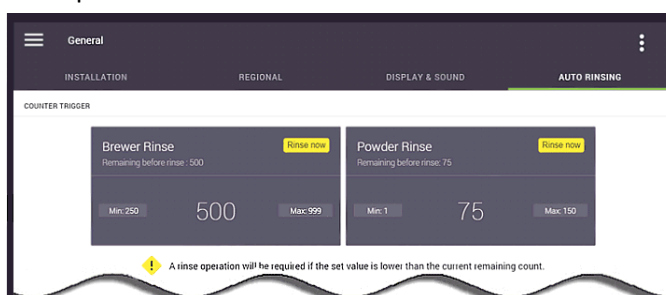 General
INSTALLATION REGIONAL DISPLAY & SOUND AUTO RINSING
COUNTER TRIGGER
Brewer Rinse Rinse now Powder Rinse Rinse now
Remaining before rinse : 500 Remaining before rinse: 75
Min: 250 500 Max: 999 Min: 1 75 Max: 150
A rinse operation will be required if the set value is lower than the current remaining count.